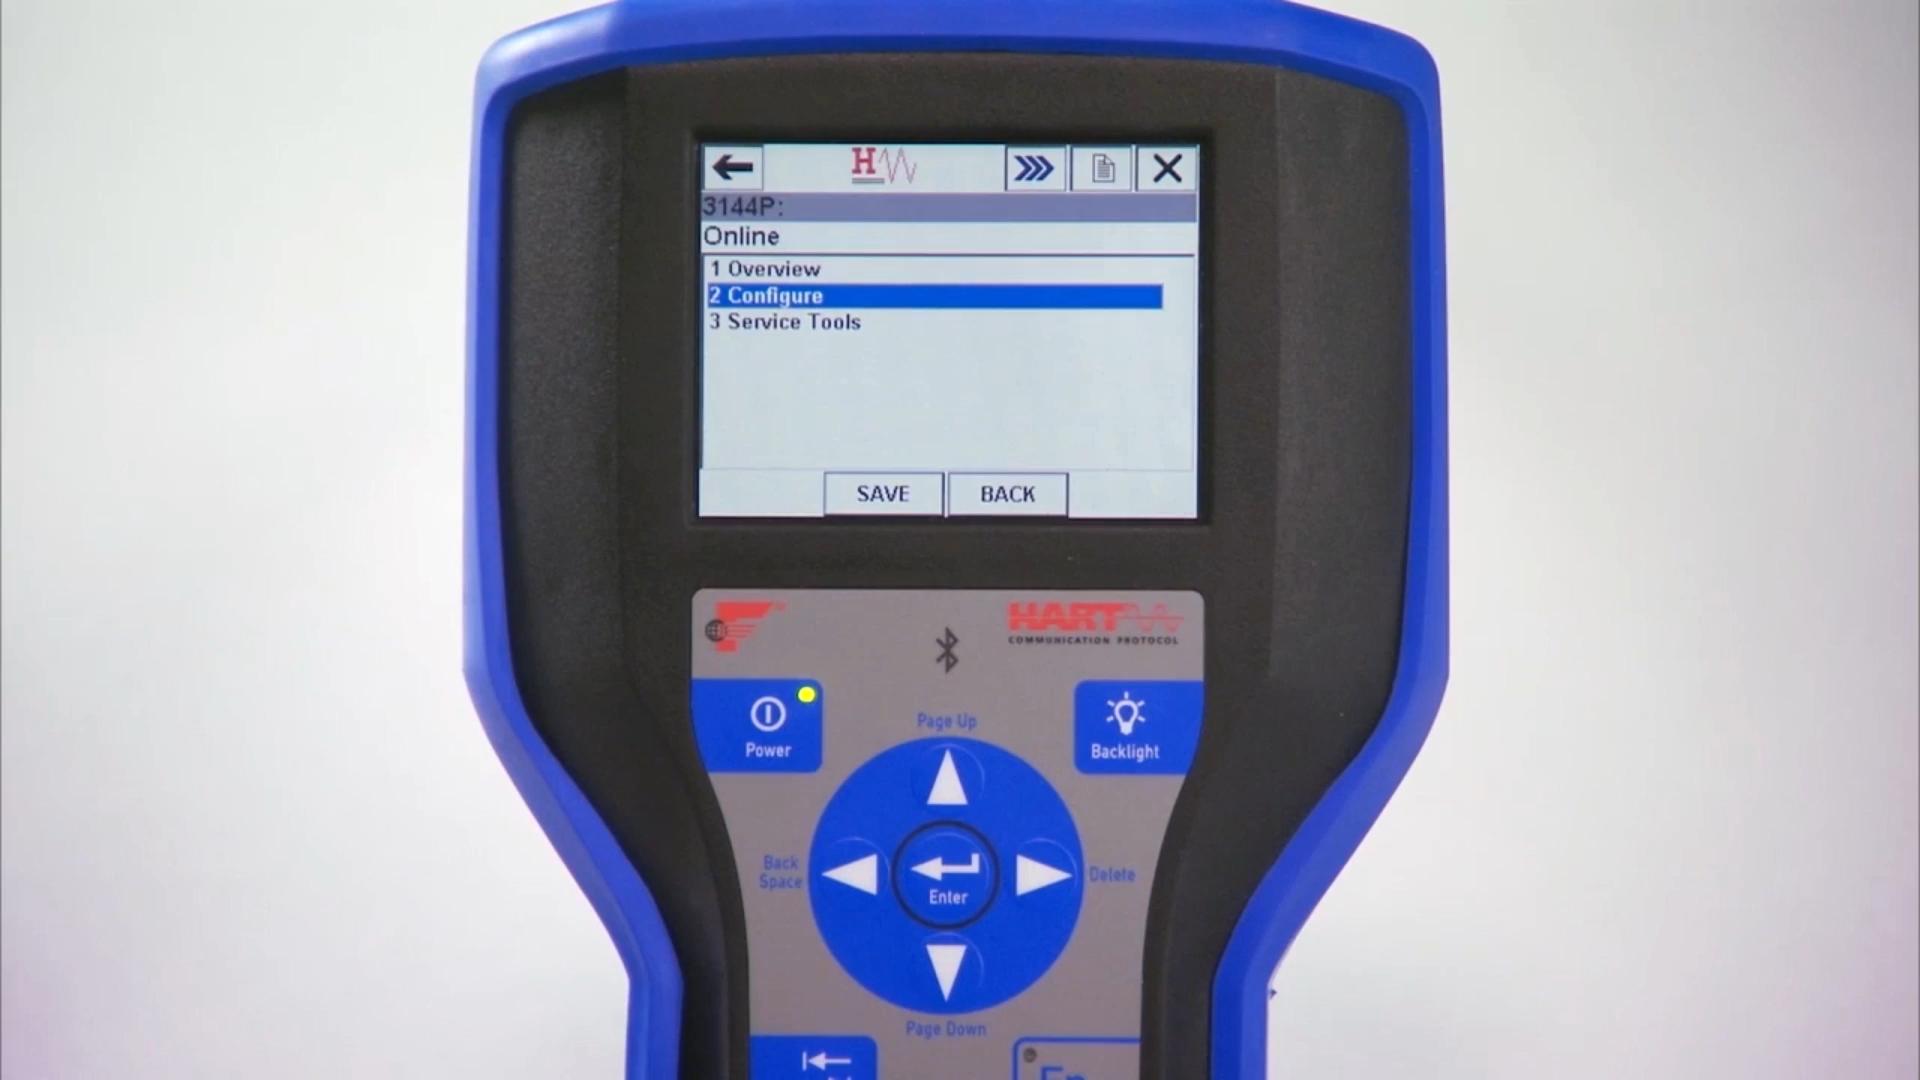 H
3144P:
Online
1 Overview
2 Configure
3 Service Tools
SAVE
BACK
HART
COMMUNICATION PROTOCOL
Power
Page Up
Backlight
Back
Space
Enter
Delete
Page Down